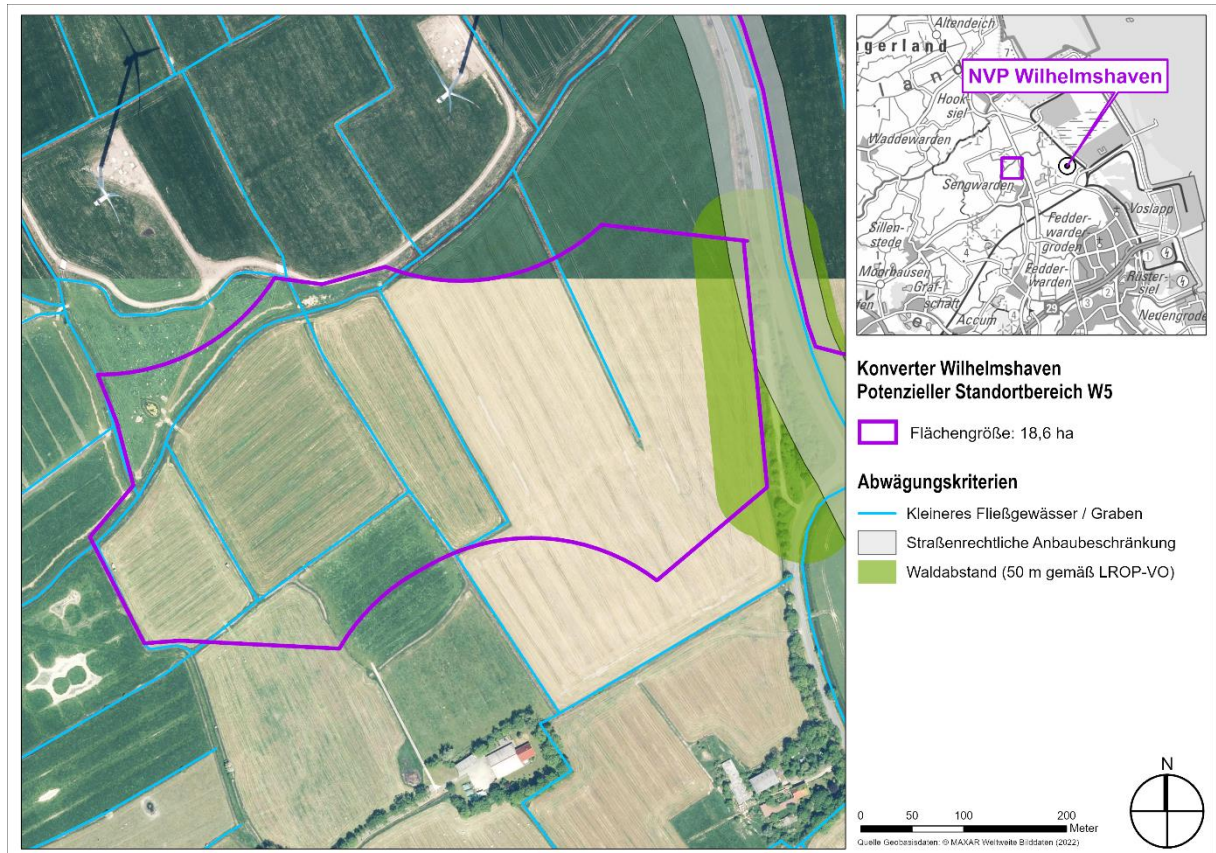 Altendeich
gerland
NVP Wilhelmshaven
Hook
siel
Waddewarden
Sengwarden
Voslapp
Fedder
warder
groden
Sillen-
stede
Moorhausen
Graf-
schaft
Fedder-
warden
Rüster-
siel
Accum
29
Neuengrode
Konverter Wilhelmshaven
Potenzieller Standortbereich W5
Flächengröße: 18,6 ha
Abwägungskriterien
Kleineres Fließgewässer / Graben
Straßenrechtliche Anbaubeschränkung
Waldabstand (50 m gemäß LROP-VO)
N
0 50 100 200
Meter
Quelle Geobasisdaten: © MAXAR Weltweite Bilddaten (2022)